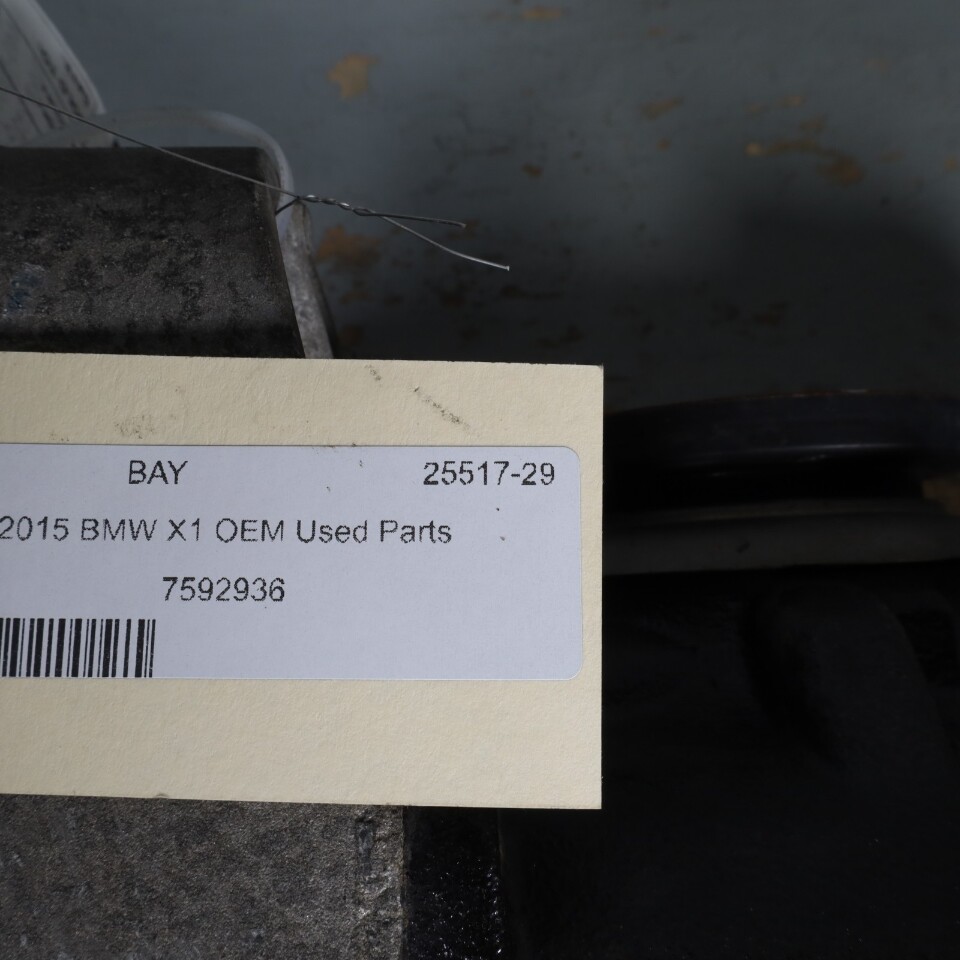 BAY 25517-29
2015 BMW X1 OEM Used Parts
7592936